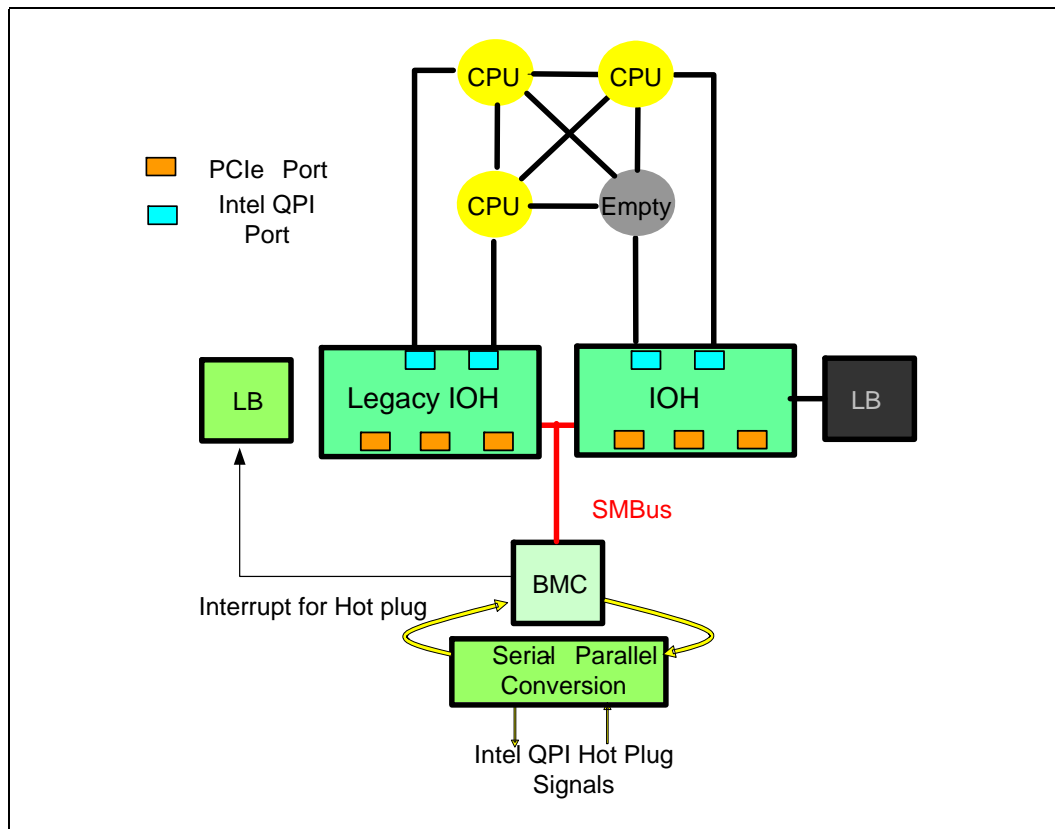 CPU
CPU
PCIe Port
Intel QPI
Port
CPU
Empty
LB
Legacy IOH
IOH
LB
SMBus
BMC
Interrupt for Hot plug
Serial Parallel
Conversion
Intel QPI Hot Plug
Signals